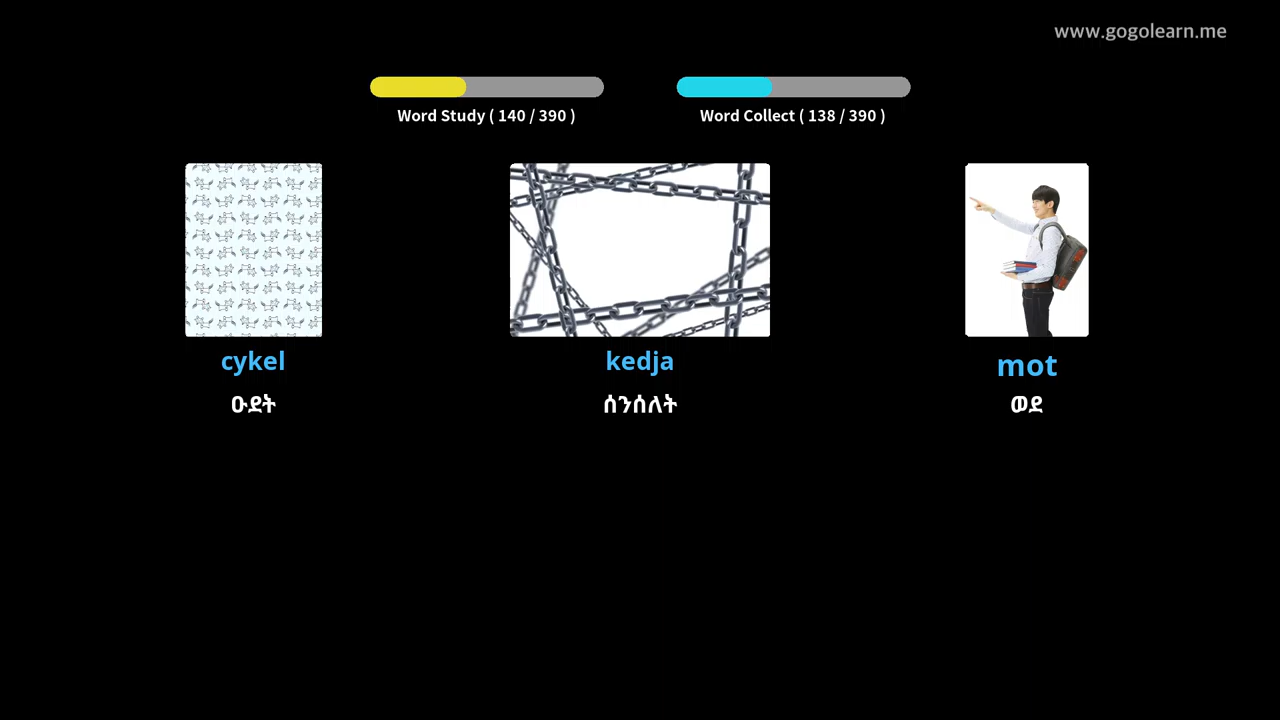 www.gogolearn.me
Word Study ( 140 / 390 )
Word Collect ( 138 / 390 )
cykel
kedja
mot
ዑደት
ሰንሰለት
ወደ